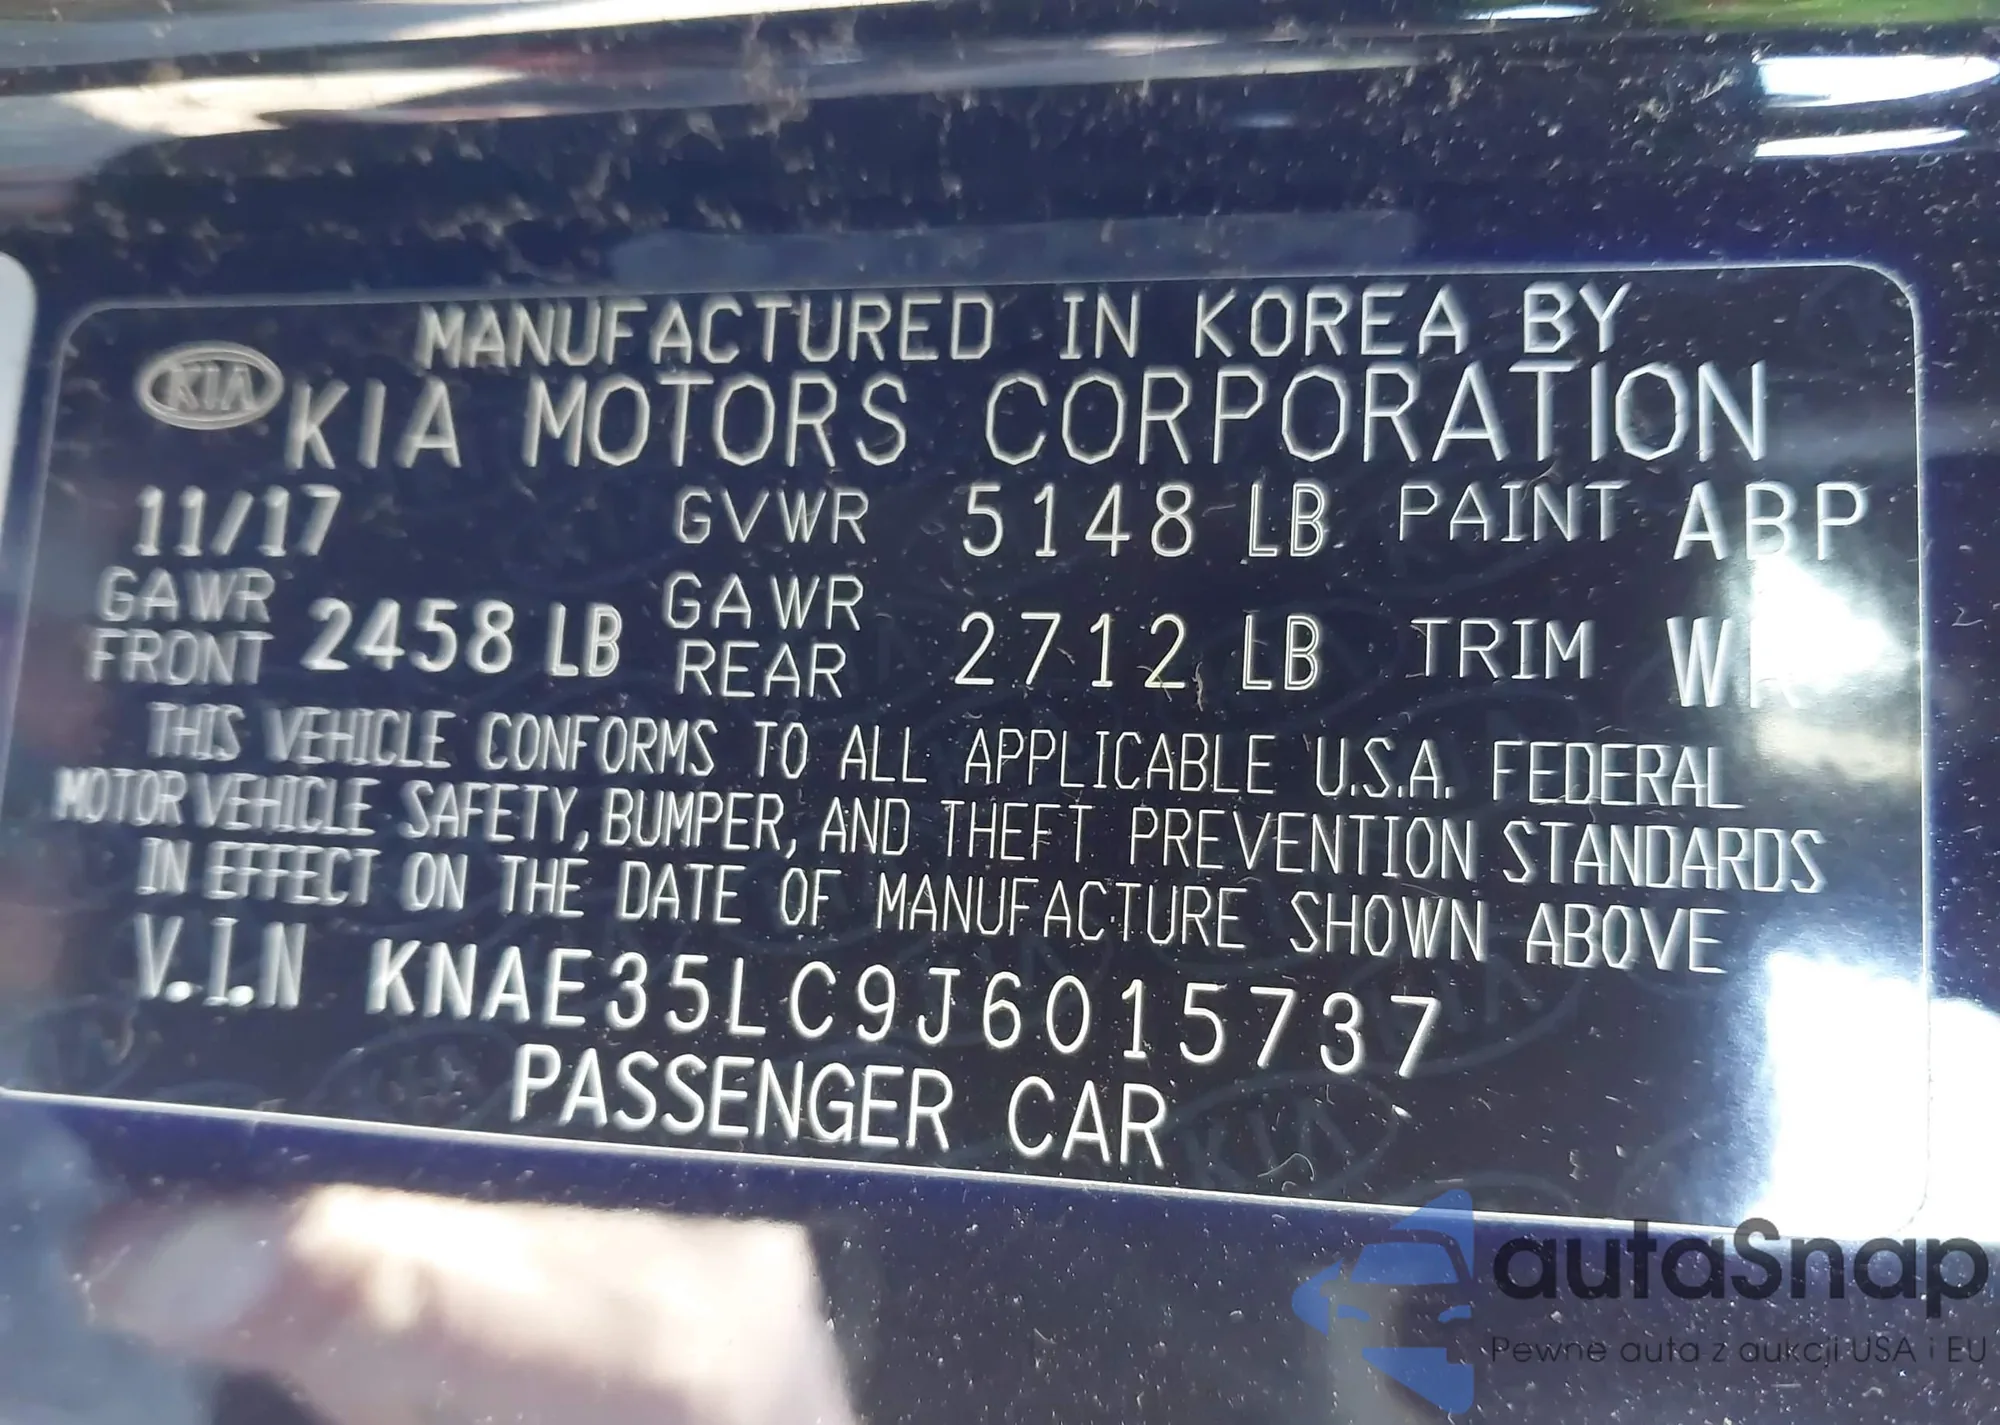 MANUFACTURED IN KOREA BY
KIA KIA MOTORS CORPORATION
11/17 GVWR 5148 LB PAINT ABP
GAWR FRONT 2458 LB GAWR REAR 2712 LB TRIM
THIS VEHICLE CONFORMS TO ALL APPLICABLE U.S.A. FEDERAL
MOTOR VEHICLE SAFETY, BUMPER, AND THEFT PREVENTION STANDARDS
IN EFFECT ON THE DATE OF MANUFACTURE SHOWN ABOVE
V.I.N KNAE35LC9J6015737
PASSENGER CAR
autaSnap
Pewne auta z aukcji USA i EU